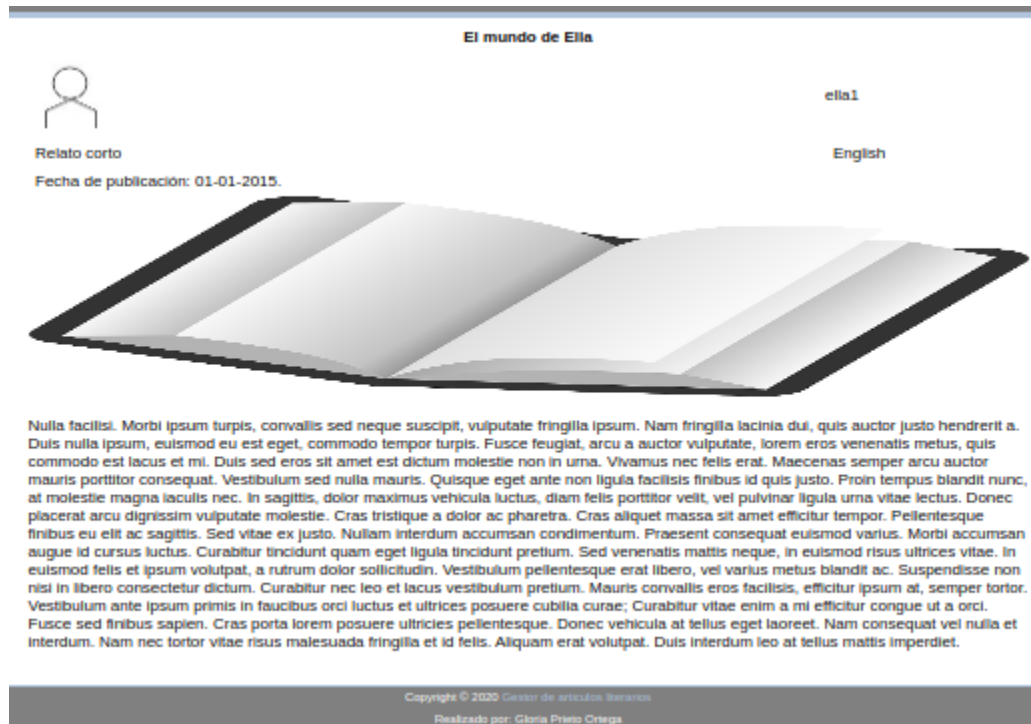 El mundo de Ella
ella1
Relato corto
English
Fecha de publicación: 01-01-2015.
Nulla facilisi. Morbi ipsum turpis, convallis sed neque suscipit, vulputate fringilla ipsum. Nam fringilla lacinia dui, quis auctor justo hendrerit a.
Duis nulla ipsum, euismod eu est eget, commodo tempor turpis. Fusce feugiat, arcu a auctor vulputate, lorem eros venenatis metus, quis
commodo est lacus et mi. Duis sed eros sit amet est dictum molestie non in urna. Vivamus nec felis erat. Maecenas semper arcu auctor
mauris porttitor consequat. Vestibulum sed nulla mauris. Quisque eget ante non ligula facilisis finibus id quis justo. Proin tempus blandit nunc,
at molestie magna iaculis nec. In sagittis, dolor maximus vehicula luctus, diam felis porttitor velit, vel pulvinar ligula urna vitae lectus. Donec
placerat arcu dignissim vulputate molestie. Cras tristique a dolor ac pharetra. Cras aliquet massa sit amet efficitur tempor. Pellentesque
finibus eu elit ac sagittis. Sed vitae ex justo. Nullam interdum accumsan condimentum. Praesent consequat euismod varius. Morbi accumsan
augue id cursus luctus. Curabitur tincidunt quam eget ligula tincidunt pretium. Sed venenatis mattis neque, in euismod risus ultrices vitae. In
euismod felis et ipsum volutpat, a rutrum dolor sollicitudin. Vestibulum pellentesque erat libero, vel varius metus blandit ac. Suspendisse non
nisi in libero consectetur dictum. Curabitur nec leo et lacus vestibulum pretium. Mauris convallis eros facilisis, efficitur ipsum at, semper tortor.
Vestibulum ante ipsum primis in faucibus orci luctus et ultrices posuere cubilia curae; Curabitur vitae enim a mi efficitur congue ut a orci.
Fusce sed finibus sapien. Cras porta lorem posuere ultricies pellentesque. Donec vehicula at tellus eget laoreet. Nam consequat vel nulla et
interdum. Nam nec tortor vitae risus malesuada fringilla et id felis. Aliquam erat volutpat. Duis interdum leo at tellus mattis imperdiet.
Copyright © 2020 Gestor de artículos literarios
Realizado por: Gloria Prieto Ortega